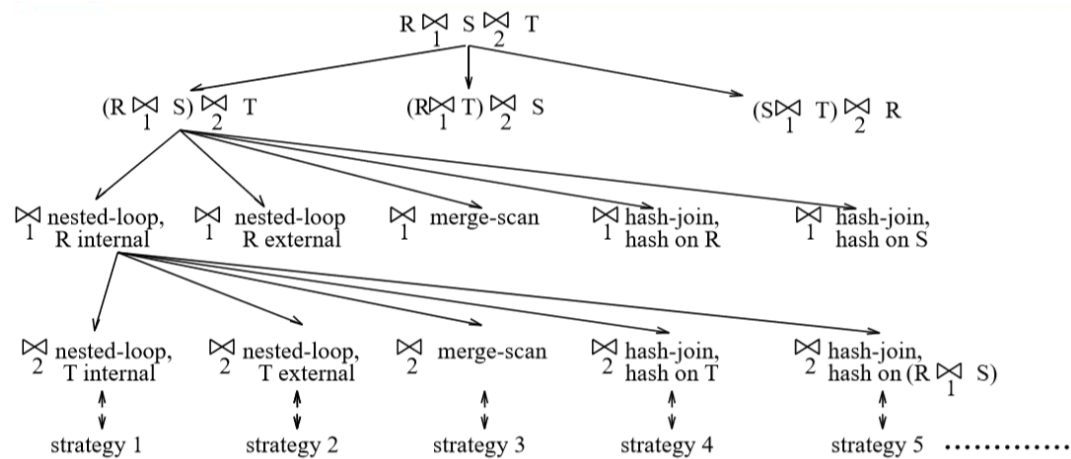 R ⋈1 S ⋈2 T
(R ⋈1 S) ⋈2 T
(R ⋈1 T) ⋈2 S
(S ⋈1 T) ⋈2 R
⋈1 nested-loop,
R internal
⋈1 nested-loop
R external
⋈1 merge-scan
⋈1 hash-join,
hash on R
⋈1 hash-join,
hash on S
⋈2 nested-loop,
T internal
⋈2 nested-loop,
T external
⋈2 merge-scan
⋈2 hash-join,
hash on T
⋈2 hash-join,
hash on (R ⋈1 S)
strategy 1
strategy 2
strategy 3
strategy 4
strategy 5 .............